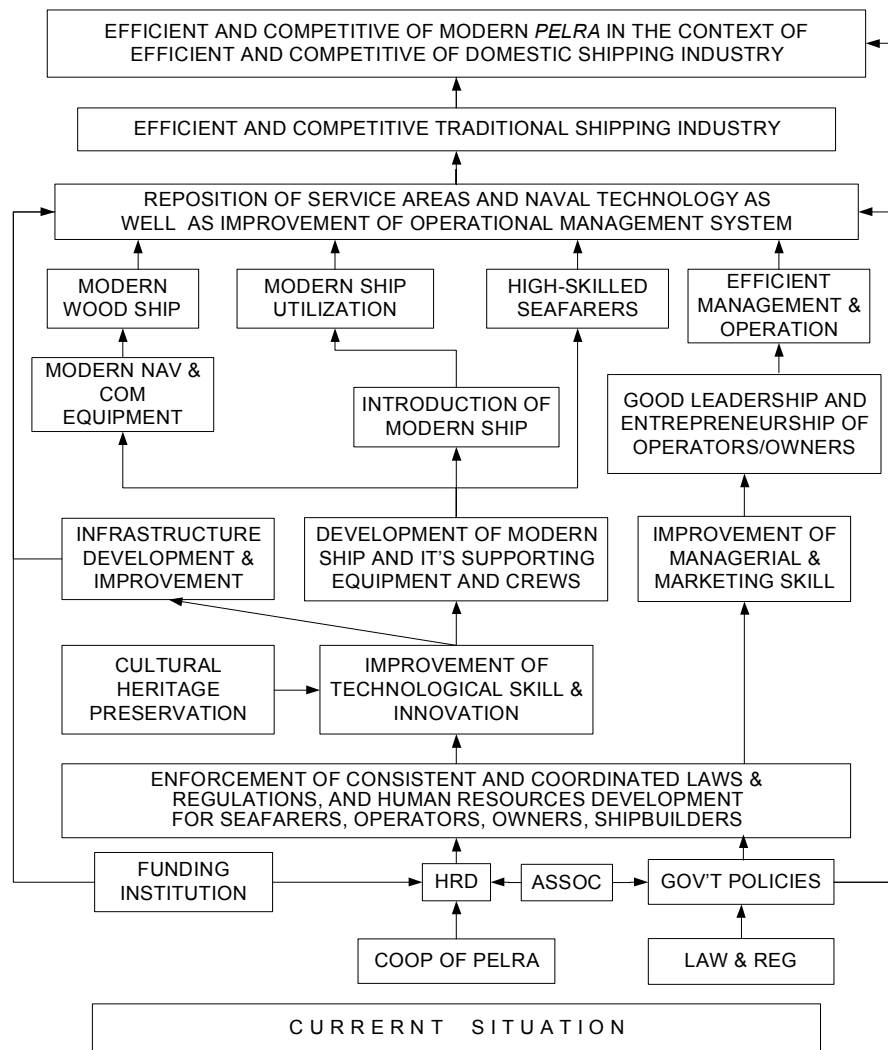 EFFICIENT AND COMPETITIVE OF MODERN PELRA IN THE CONTEXT OF
EFFICIENT AND COMPETITIVE OF DOMESTIC SHIPPING INDUSTRY
EFFICIENT AND COMPETITIVE TRADITIONAL SHIPPING INDUSTRY
REPOSITION OF SERVICE AREAS AND NAVAL TECHNOLOGY AS
WELL AS IMPROVEMENT OF OPERATIONAL MANAGEMENT SYSTEM
MODERN
WOOD SHIP
MODERN SHIP
UTILIZATION
HIGH-SKILLED
SEAFARERS
EFFICIENT
MANAGEMENT &
OPERATION
MODERN NAV &
COM
EQUIPMENT
INTRODUCTION OF
MODERN SHIP
GOOD LEADERSHIP AND
ENTREPRENEURSHIP OF
OPERATORS/OWNERS
INFRASTRUCTURE
DEVELOPMENT &
IMPROVEMENT
DEVELOPMENT OF MODERN
SHIP AND IT'S SUPPORTING
EQUIPMENT AND CREWS
IMPROVEMENT OF
MANAGERIAL &
MARKETING SKILL
CULTURAL
HERITAGE
PRESERVATION
IMPROVEMENT OF
TECHNOLOGICAL SKILL &
INNOVATION
ENFORCEMENT OF CONSISTENT AND COORDINATED LAWS &
REGULATIONS, AND HUMAN RESOURCES DEVELOPMENT
FOR SEAFARERS, OPERATORS, OWNERS, SHIPBUILDERS
FUNDING
INSTITUTION
HRD
ASSOC
GOV'T POLICIES
COOP OF PELRA
LAW & REG
CURRERNT SITUATION